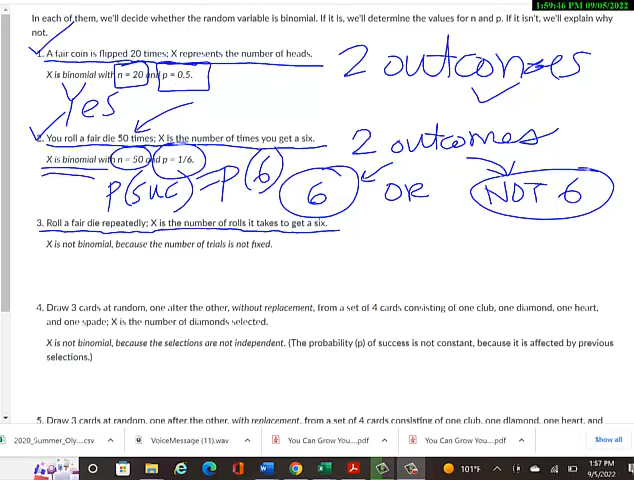 1:59:46 PM 09/05/2022
In each of them, we'll decide whether the random variable is binomial. If it is, we'll determine the values for n and p. If it isn't, we'll explain why
not.
1. A fair coin is flipped 20 times; X represents the number of heads.
2 outcomes
X is binomial with n = 20 and p = 0.5.
Yes
2. You roll a fair die 50 times; X is the number of times you get a six.
2 outcomes
X is binomial with n = 50 and p = 1/6.
P(suc) = P(6) 6 OR NOT 6
3. Roll a fair die repeatedly; X is the number of rolls it takes to get a six.
X is not binomial, because the number of trials is not fixed.
4. Draw 3 cards at random, one after the other, without replacement, from a set of 4 cards consisting of one club, one diamond, one heart,
and one spade; X is the number of diamonds selected.
X is not binomial, because the selections are not independent. (The probability (p) of success is not constant, because it is affected by previous
selections.)
5. Draw 3 cards at random, one after the other, with replacement, from a set of 4 cards consisting of one club, one diamond, one heart, and
2020_Summer_Oly....csv VoiceMessage (11).wav You Can Grow You....pdf You Can Grow You....pdf Show all
101°F 1:57 PM
9/5/2022